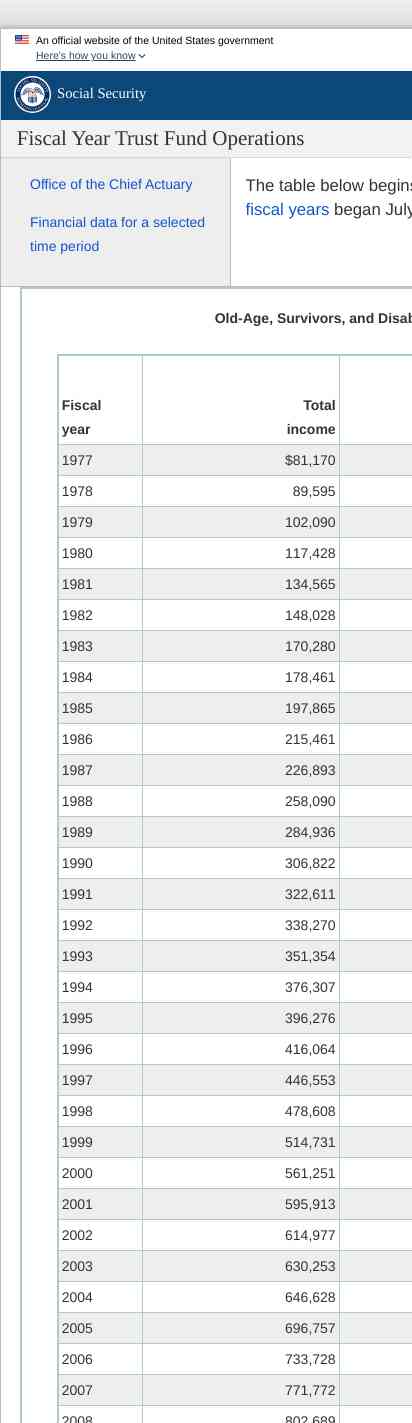 An official website of the United States government
Here's how you know
Social Security
Fiscal Year Trust Fund Operations
Office of the Chief Actuary
Financial data for a selected
time period
The table below begins
fiscal years began July
Old-Age, Survivors, and Disab
Fiscal year Total income
1977 $81,170
1978 89,595
1979 102,090
1980 117,428
1981 134,565
1982 148,028
1983 170,280
1984 178,461
1985 197,865
1986 215,461
1987 226,893
1988 258,090
1989 284,936
1990 306,822
1991 322,611
1992 338,270
1993 351,354
1994 376,307
1995 396,276
1996 416,064
1997 446,553
1998 478,608
1999 514,731
2000 561,251
2001 595,913
2002 614,977
2003 630,253
2004 646,628
2005 696,757
2006 733,728
2007 771,772
2008 802,689